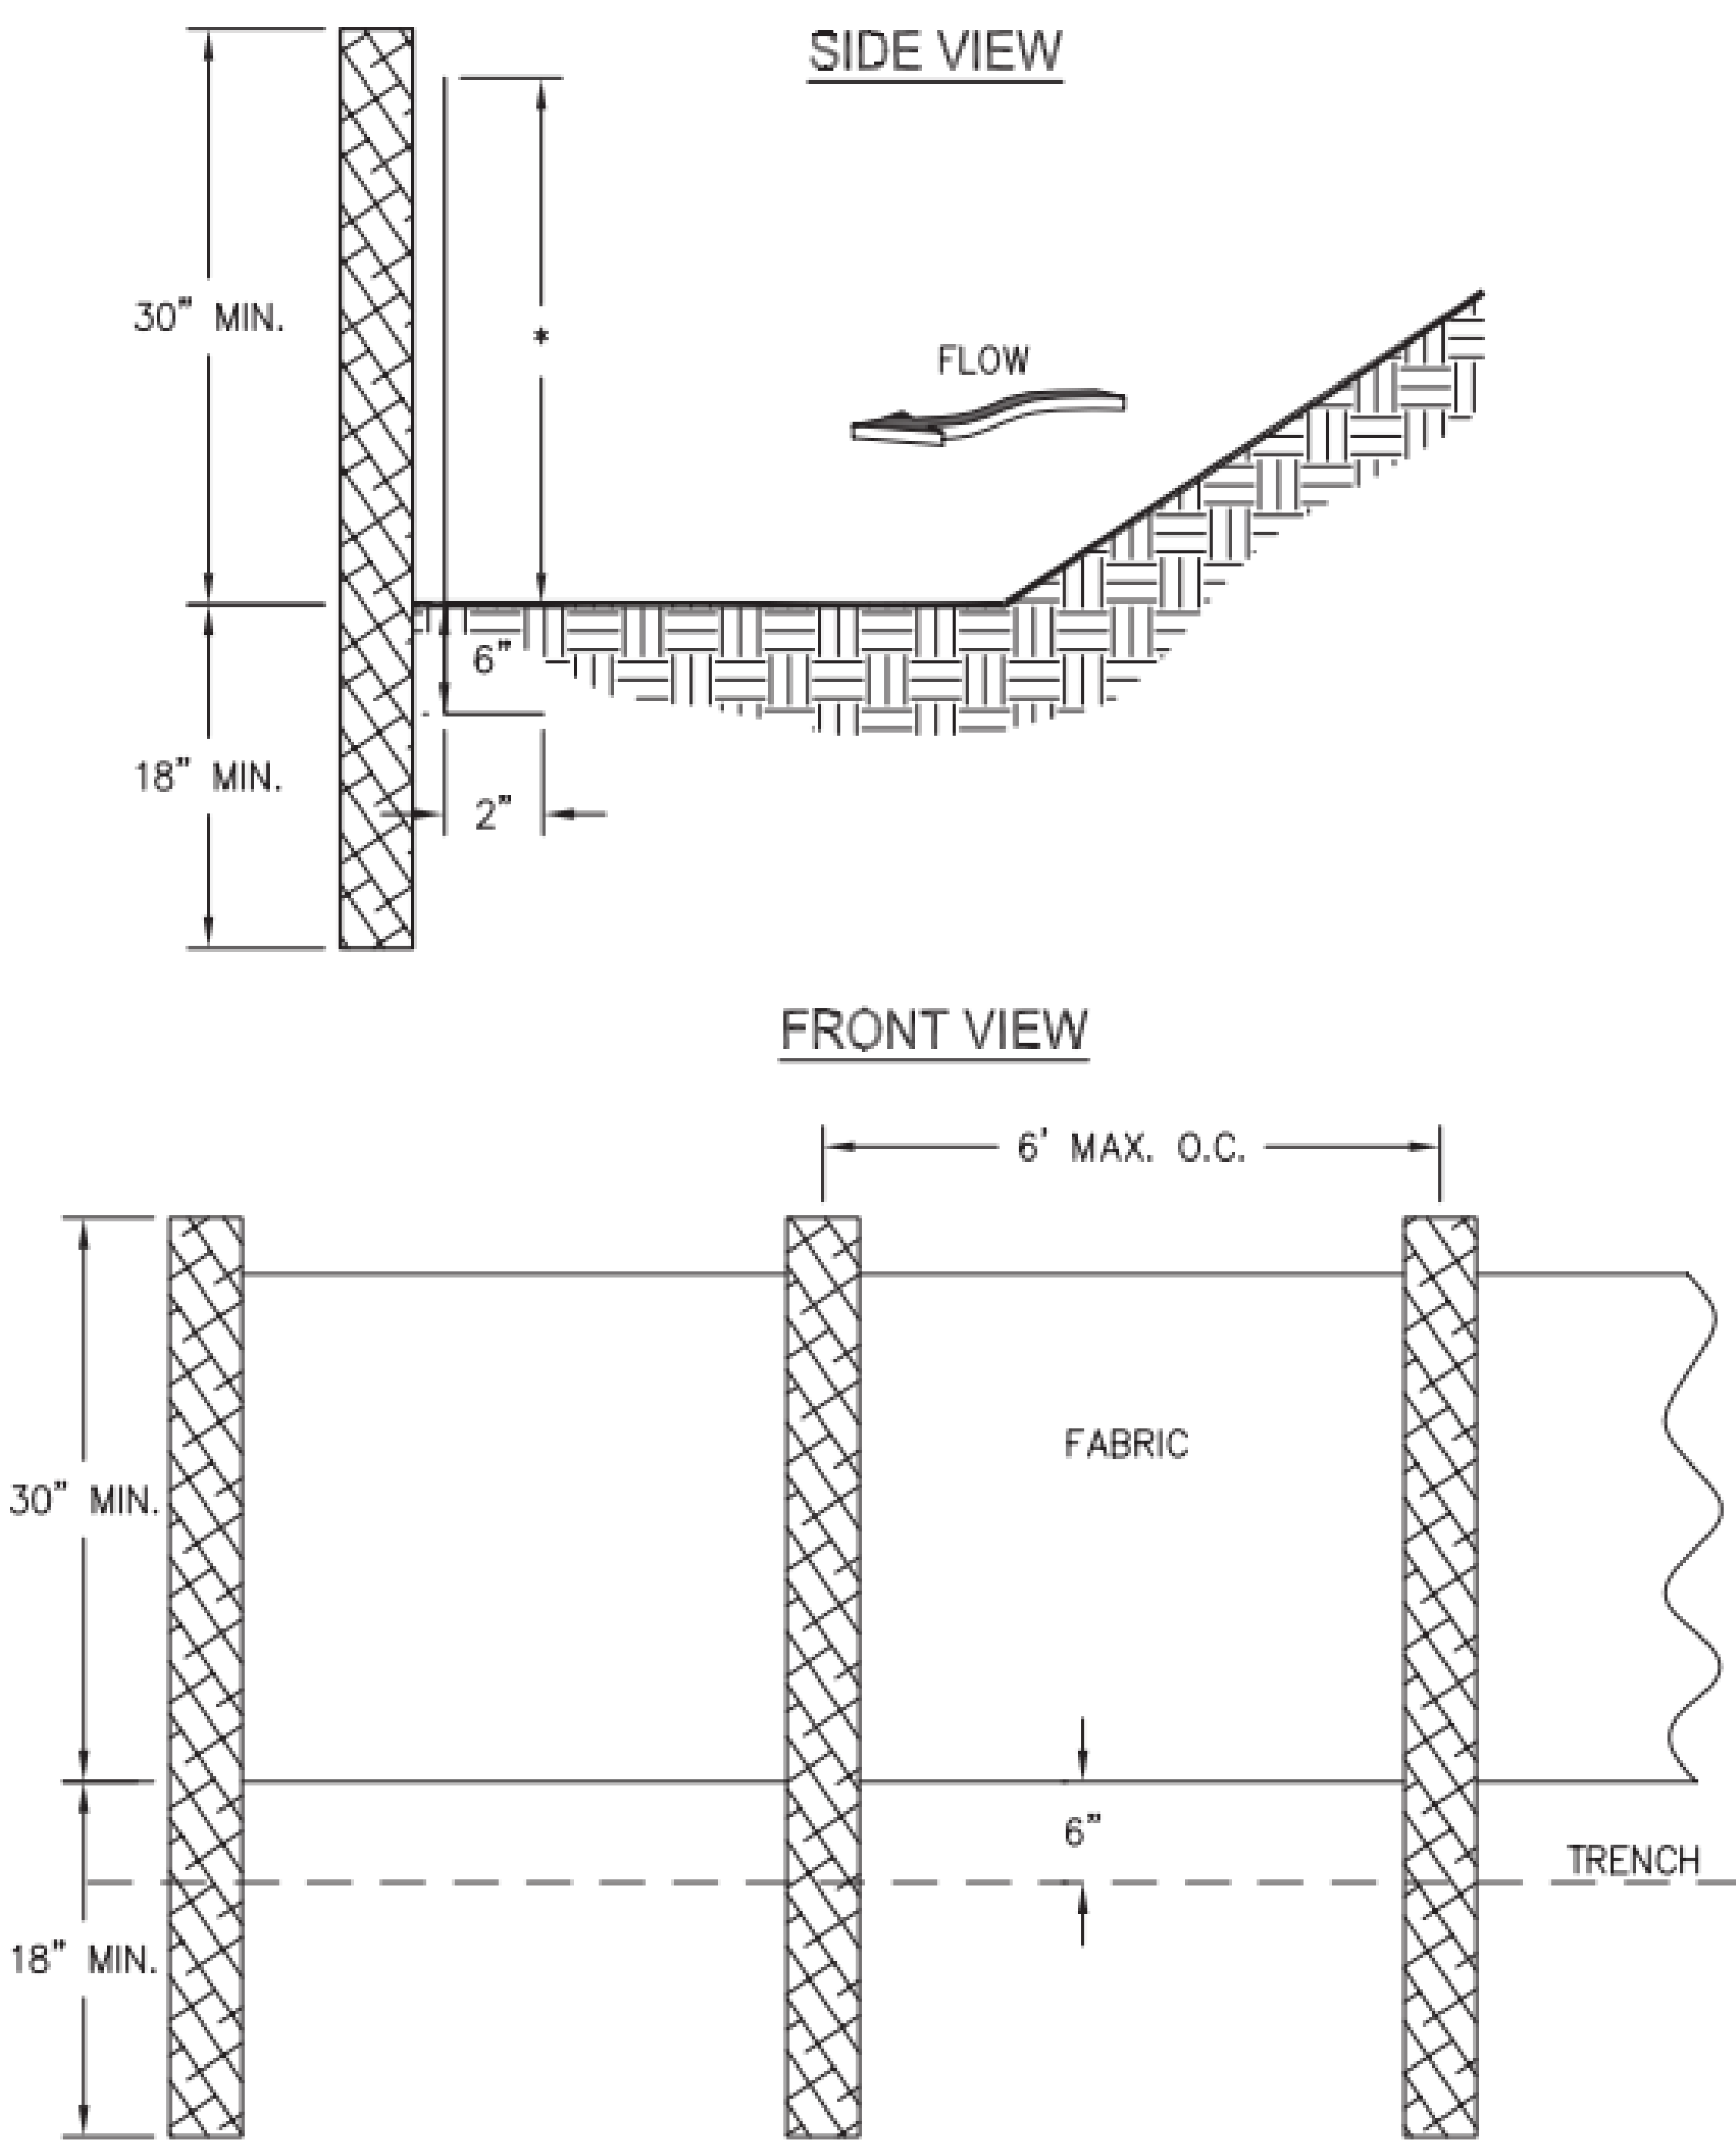 SIDE VIEW
30” MIN.
*
FLOW
6”
18” MIN.
2”
FRONT VIEW
6' MAX. O.C.
FABRIC
30” MIN.
6”
TRENCH
18” MIN.